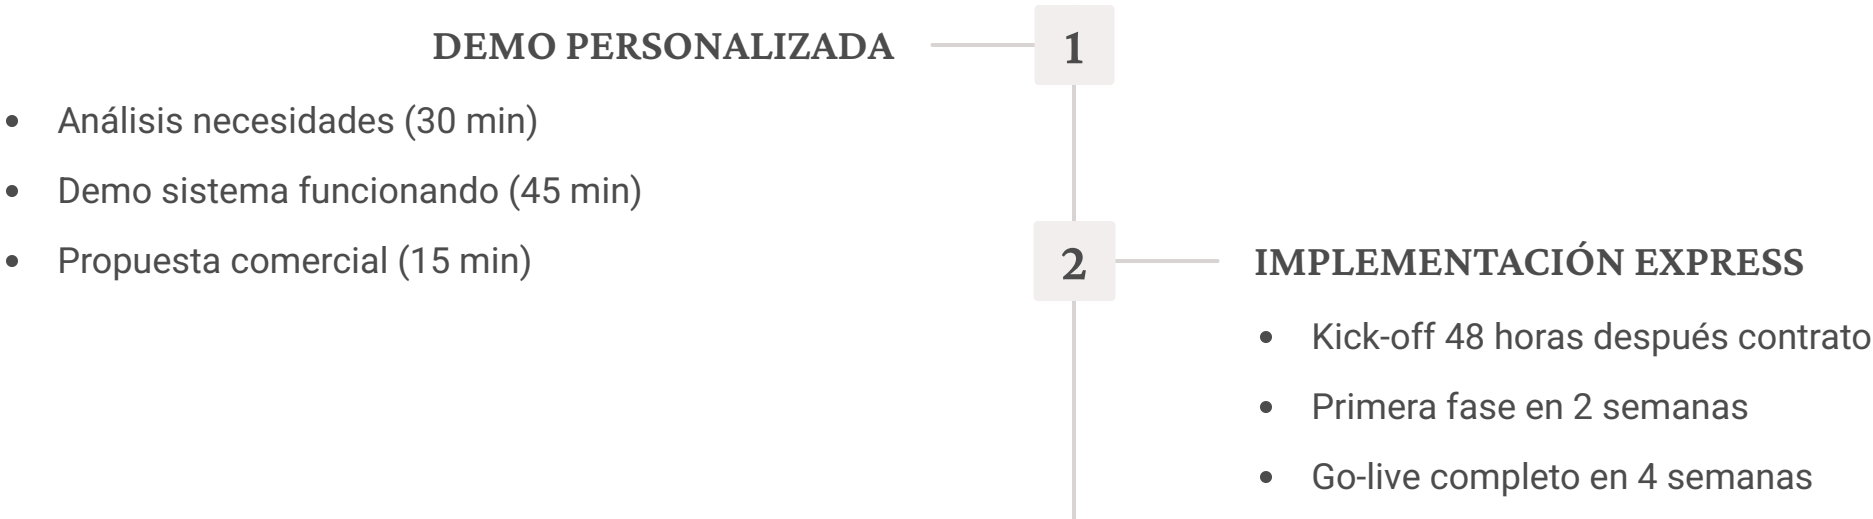 DEMO PERSONALIZADA
1
• Análisis necesidades (30 min)
• Demo sistema funcionando (45 min)
• Propuesta comercial (15 min)
2
IMPLEMENTACIÓN EXPRESS
• Kick-off 48 horas después contrato
• Primera fase en 2 semanas
• Go-live completo en 4 semanas